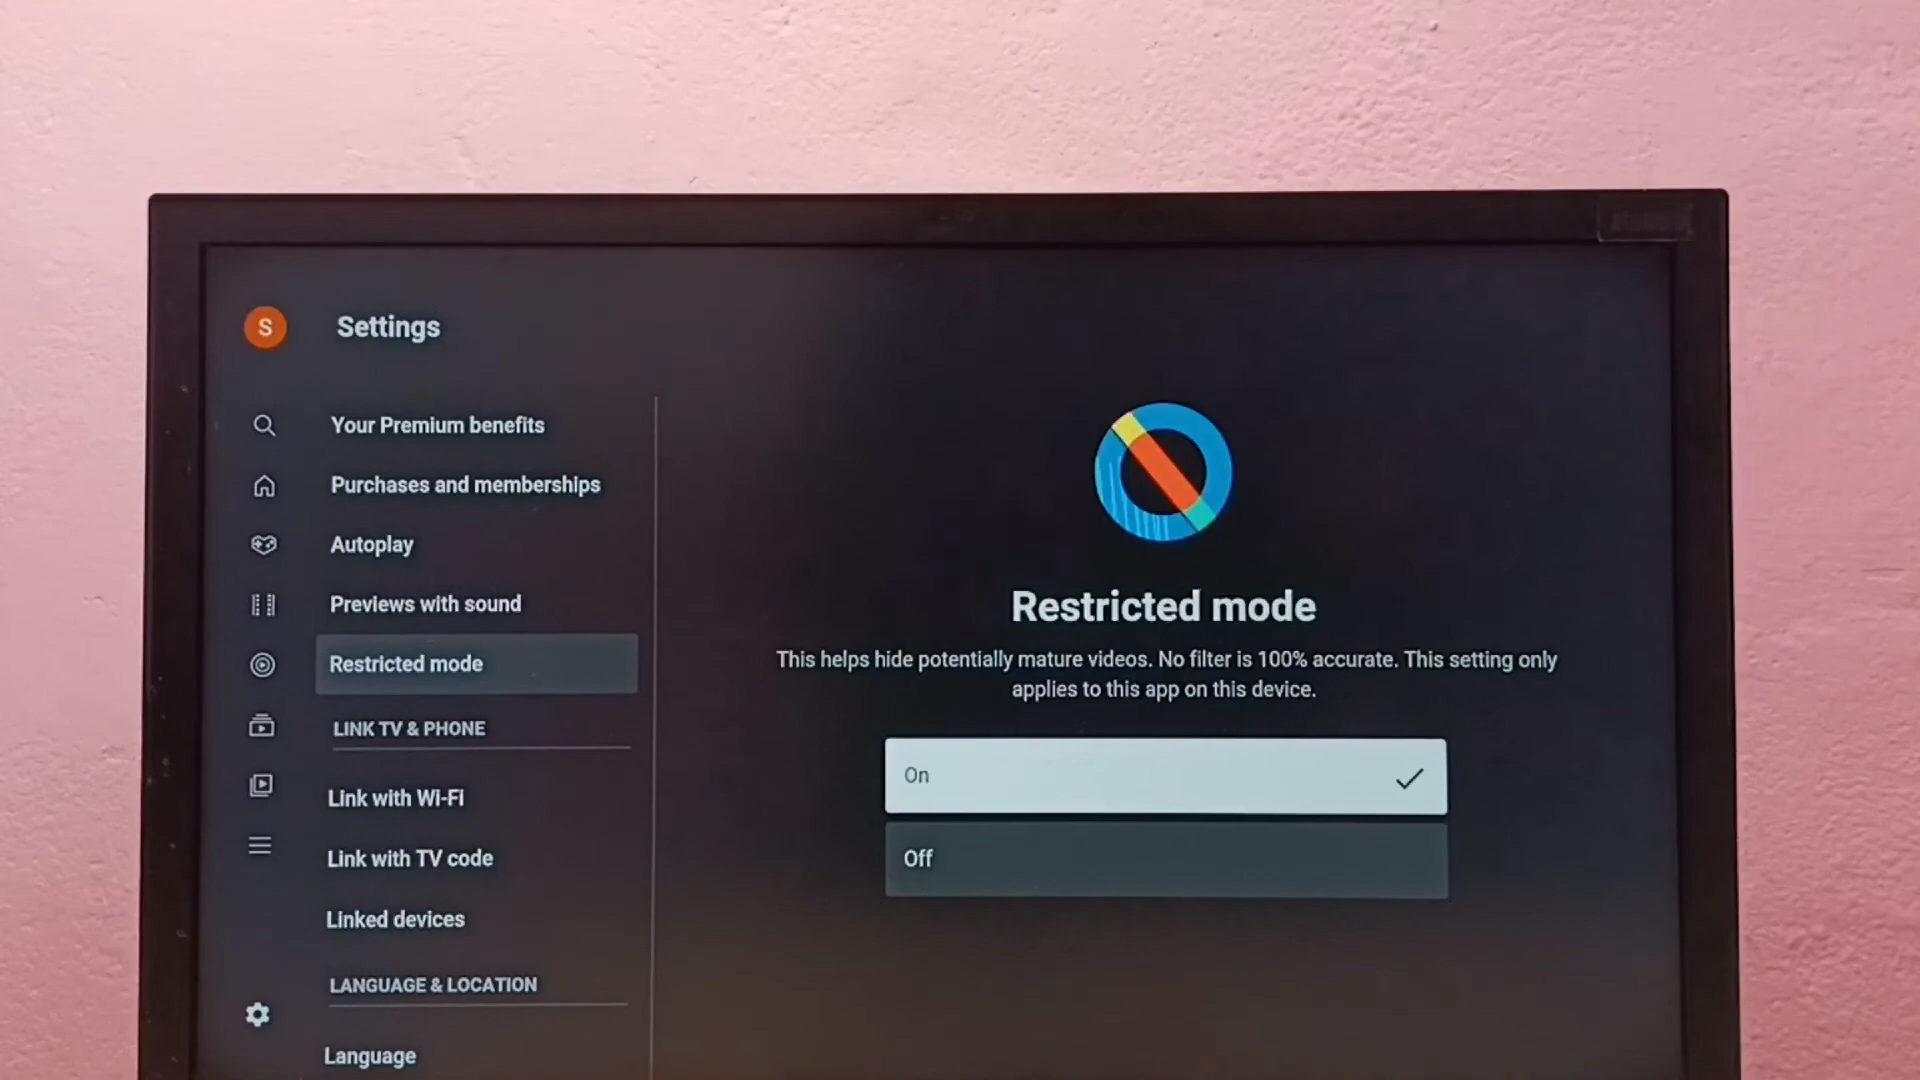 S
Settings
Your Premium benefits
Purchases and memberships
Autoplay
Previews with sound
Restricted mode
LINK TV & PHONE
Link with Wi-Fi
Link with TV code
Linked devices
LANGUAGE & LOCATION
Language
Restricted mode
This helps hide potentially mature videos. No filter is 100% accurate. This setting only
applies to this app on this device.
On
Off